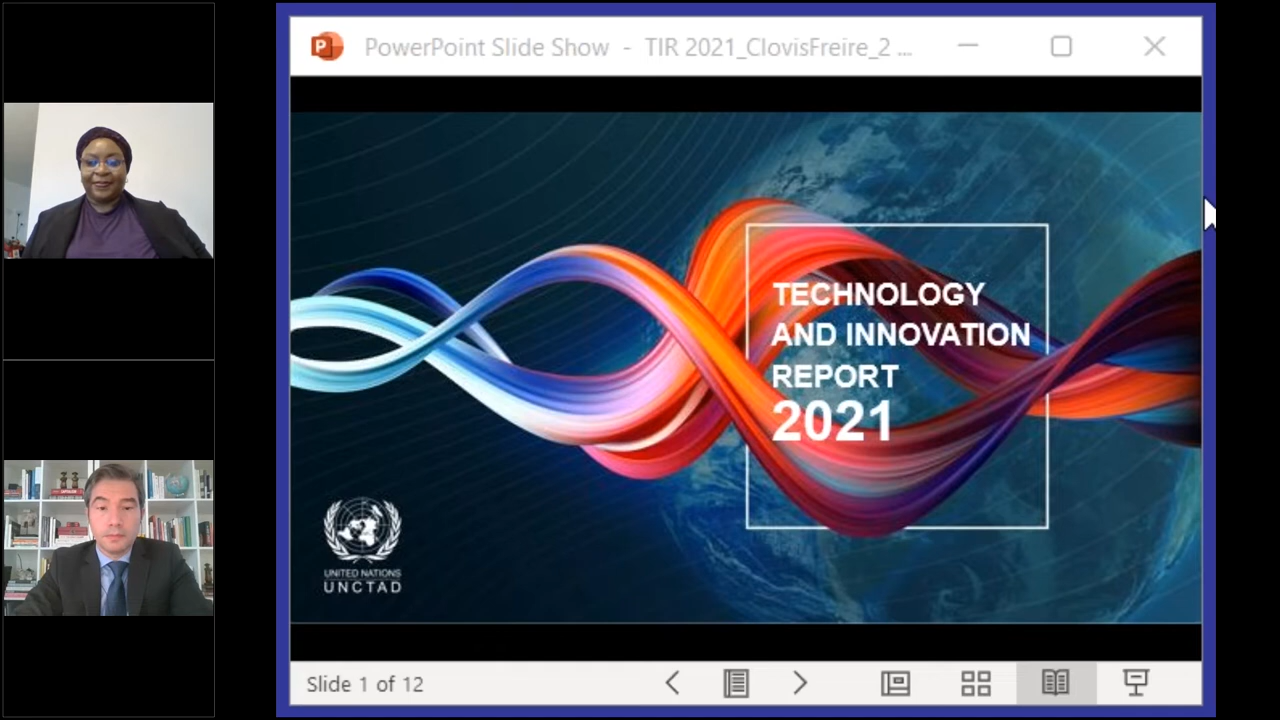 PowerPoint Slide Show - TIR 2021_ClovisFreire_2 ...
TECHNOLOGY
AND INNOVATION
REPORT
2021
UNITED NATIONS
UNCTAD
Slide 1 of 12